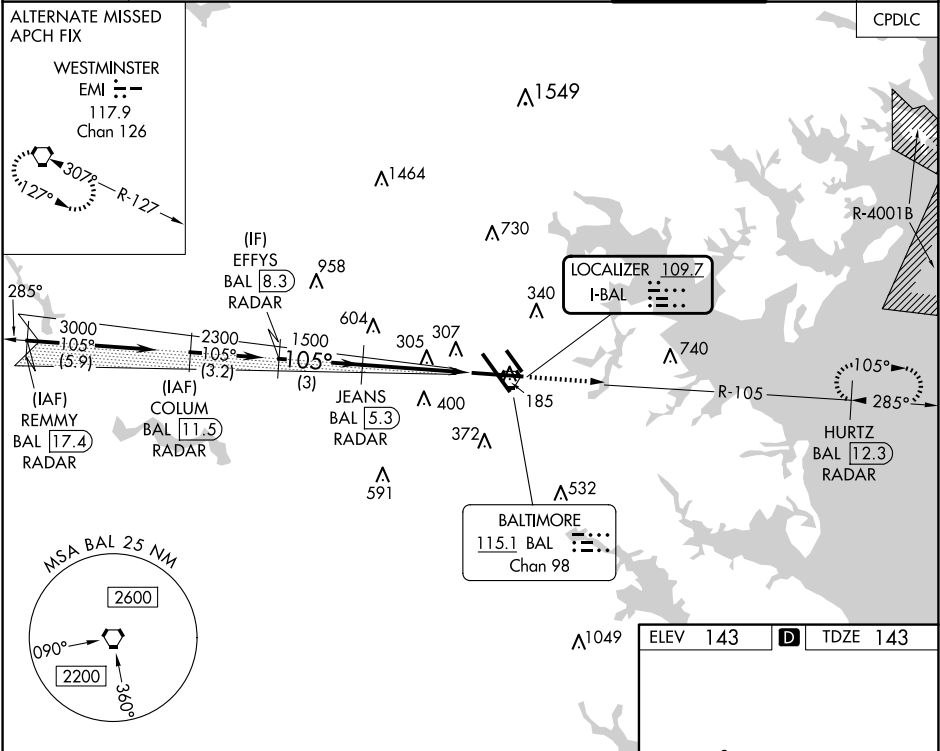 ALTERNATE MISSED
APCH FIX
WESTMINSTER
EMI
117.9
Chan 126
307°
127°
R-127
CPDLC
1549
1464
730
R-4001B
(IF)
EFFYS
BAL 8.3
RADAR
958
LOCALIZER 109.7
I-BAL
340
285°
3000
105°
(5.9)
2300
105°
(3.2)
1500
105°
(3)
604
305
307
740
105°
285°
R-105
185
(IAF)
REMMY
BAL 17.4
RADAR
(IAF)
COLUM
BAL 11.5
RADAR
JEANS
BAL 5.3
RADAR
400
372
591
HURTZ
BAL 12.3
RADAR
532
BALTIMORE
115.1 BAL
Chan 98
MSA BAL 25 NM
2600
090°
2200
360°
1049
ELEV 143 D TDZE 143